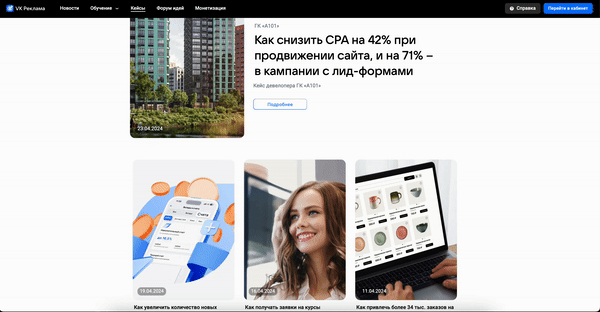 VK Реклама
Новости
Обучение
Кейсы
Форум идей
Монетизация
Справка
Перейти в кабинет
ГК «А101»
Как снизить CPA на 42% при
продвижении сайта, и на 71% –
в кампании с лид-формами
Кейс девелопера ГК «А101»
Подробнее
23.04.2024
19.04.2024
16.04.2024
11.04.2024
Как увеличить количество новых
Как получать заявки на курсы
Как привлечь более 34 тыс. заказов на